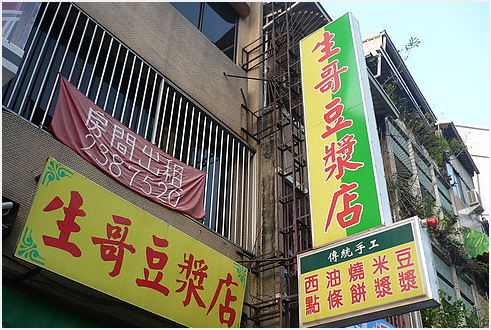 房間出租
2387520
生哥豆漿店
生哥豆漿店
傳統手工
西點
油條
燒餅
米漿
豆漿